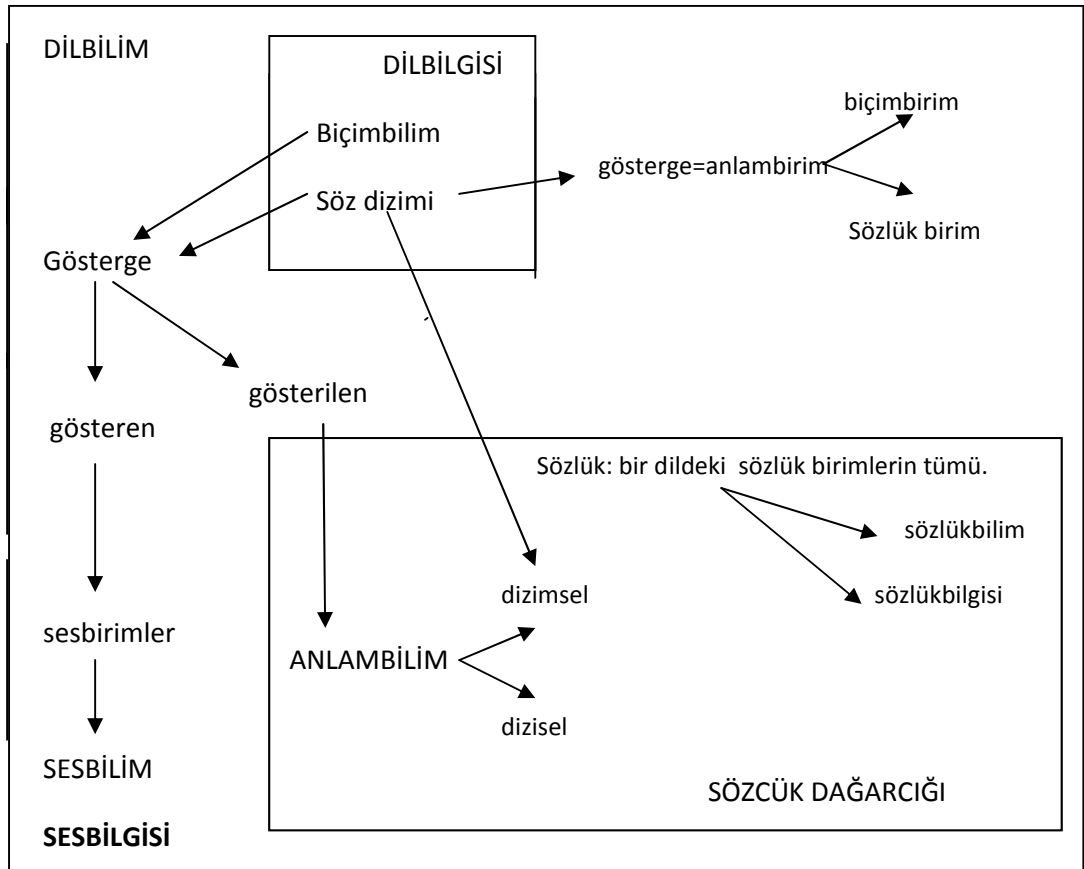 DİLBİLİM
DİLBİLGİSİ
Biçimbilim
Söz dizimi
biçimbirim
gösterge=anlambirim
Sözlük birim
Gösterge
gösterilen
gösteren
Sözlük: bir dildeki sözlük birimlerin tümü.
sözlükbilim
sözlükbilgisi
dizimsel
sesbirimler
ANLAMBİLİM
dizisel
SESBİLİM
SÖZCÜK DAĞARCIĞI
SESBİLGİSİ